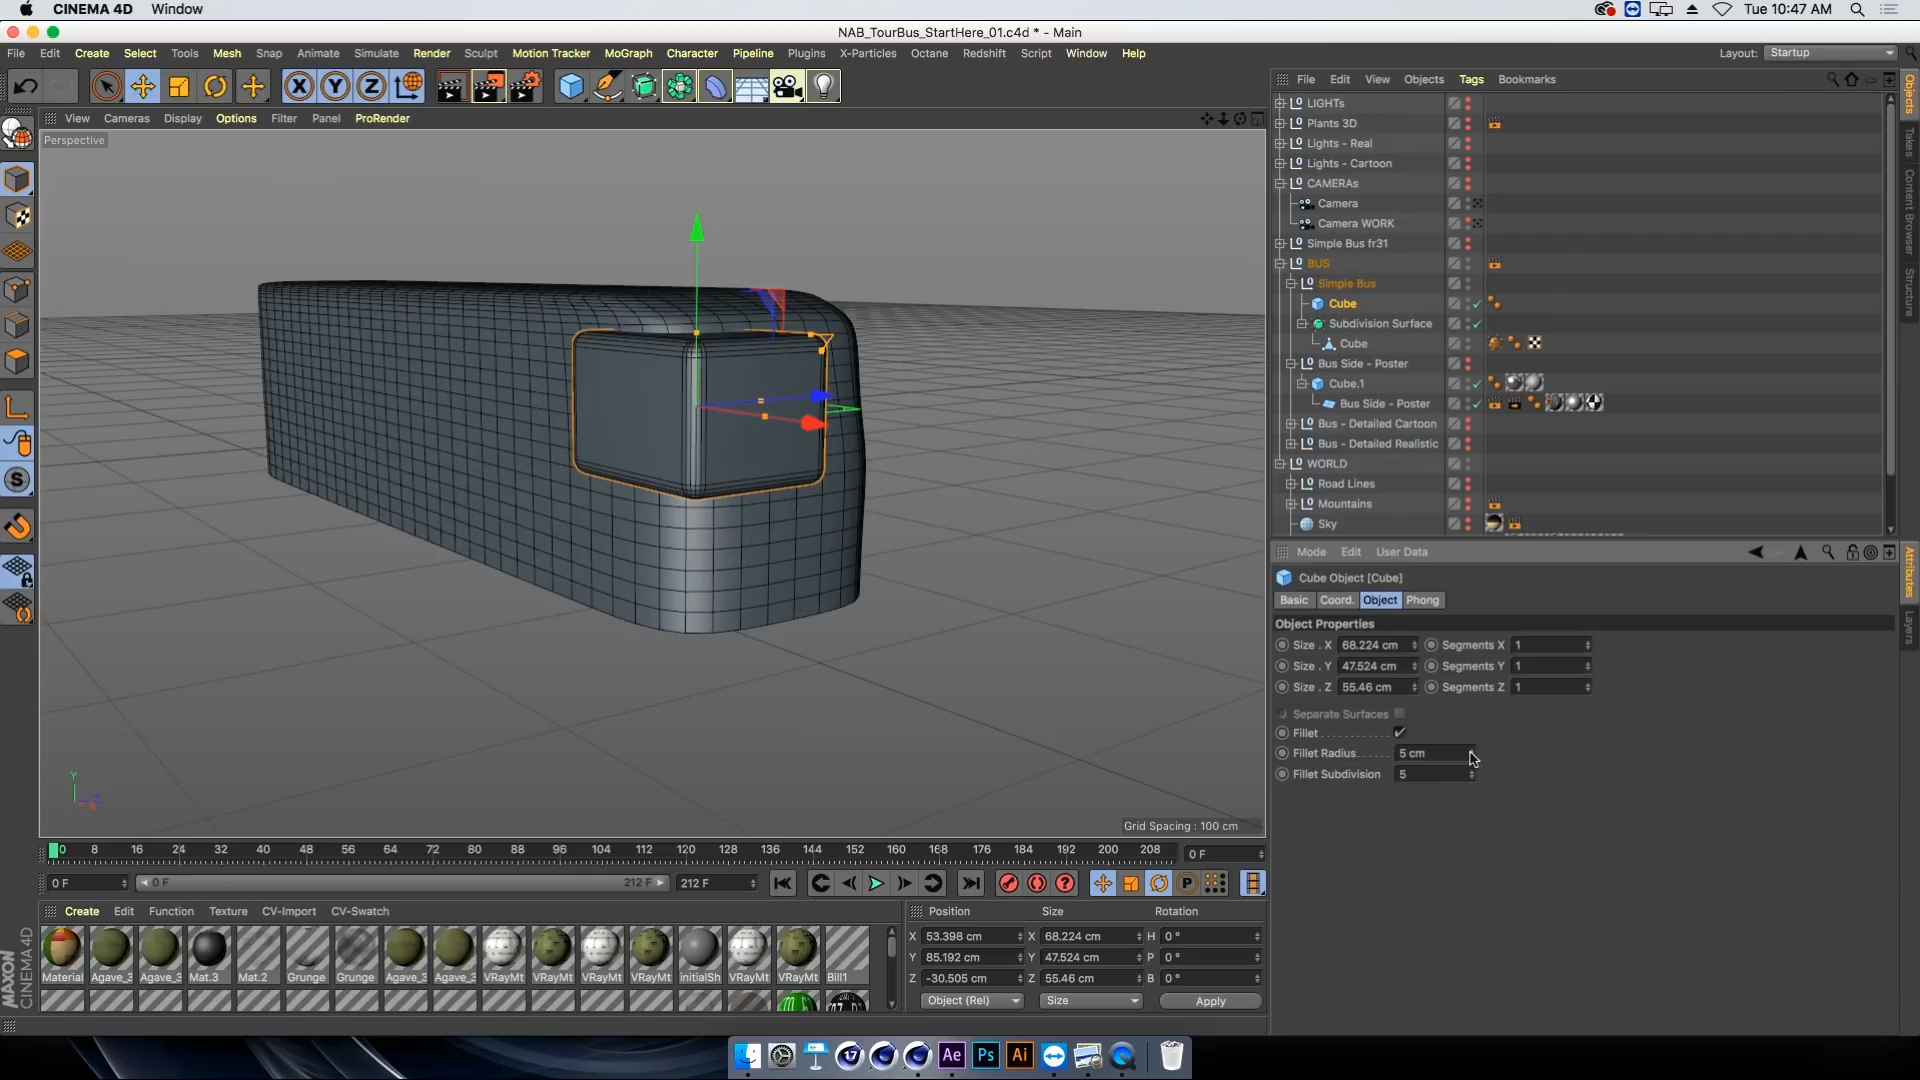 CINEMA 4D Window Tue 10:47 AM
NAB_TourBus_StartHere_01.c4d * - Main
File Edit Create Select Tools Mesh Snap Animate Simulate Render Sculpt Motion Tracker MoGraph Character Pipeline Plugins X-Particles Octane Redshift Script Window Help Layout: Startup
X Y Z
File Edit View Objects Tags Bookmarks
View Cameras Display Options Filter Panel ProRender
Perspective
LIGHTs
Plants 3D
Lights - Real
Lights - Cartoon
CAMERAs
Camera
Camera WORK
Simple Bus fr31
BUS
Simple Bus
Cube
Subdivision Surface
Cube
Bus Side - Poster
Cube.1
Bus Side - Poster
Bus - Detailed Cartoon
Bus - Detailed Realistic
WORLD
Road Lines
Mountains
Sky
Objects
Takes
Content Browser
Structure
Mode Edit User Data
Cube Object [Cube]
Basic Coord. Object Phong
Object Properties
Size . X 68.224 cm Segments X 1
Size . Y 47.524 cm Segments Y 1
Size . Z 55.46 cm Segments Z 1
Separate Surfaces
Fillet
Fillet Radius 5 cm
Fillet Subdivision 5
Attributes
Layers
Y
Z
Grid Spacing : 100 cm
0 8 16 24 32 40 48 56 64 72 80 88 96 104 112 120 128 136 144 152 160 168 176 184 192 200 208 0 F
0 F 0 F 212 F 212 F
P
Create Edit Function Texture CV-Import CV-Swatch
Material Agave_3 Agave_3 Mat.3 Mat.2 Grunge Grunge Agave_3 Agave_3 VRayMt VRayMt VRayMt VRayMt initialSh VRayMt VRayMt Bill1
Position Size Rotation
X 53.398 cm X 68.224 cm H 0 °
Y 85.192 cm Y 47.524 cm P 0 °
Z -30.505 cm Z 55.46 cm B 0 °
Object (Rel) Size Apply
MAXON
CINEMA 4D
17 Ae Ps Ai